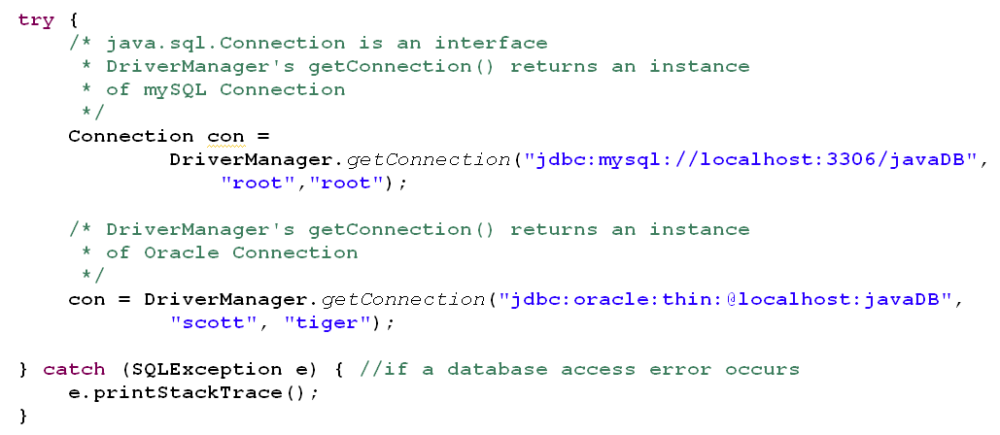 try {
    /* java.sql.Connection is an interface
     * DriverManager's getConnection() returns an instance
     * of mySQL Connection
     */
    Connection con =
            DriverManager.getConnection("jdbc:mysql://localhost:3306/javaDB",
                "root","root");

    /* DriverManager's getConnection() returns an instance
     * of Oracle Connection
     */
    con = DriverManager.getConnection("jdbc:oracle:thin:@localhost:javaDB",
            "scott", "tiger");

} catch (SQLException e) { //if a database access error occurs
    e.printStackTrace();
}